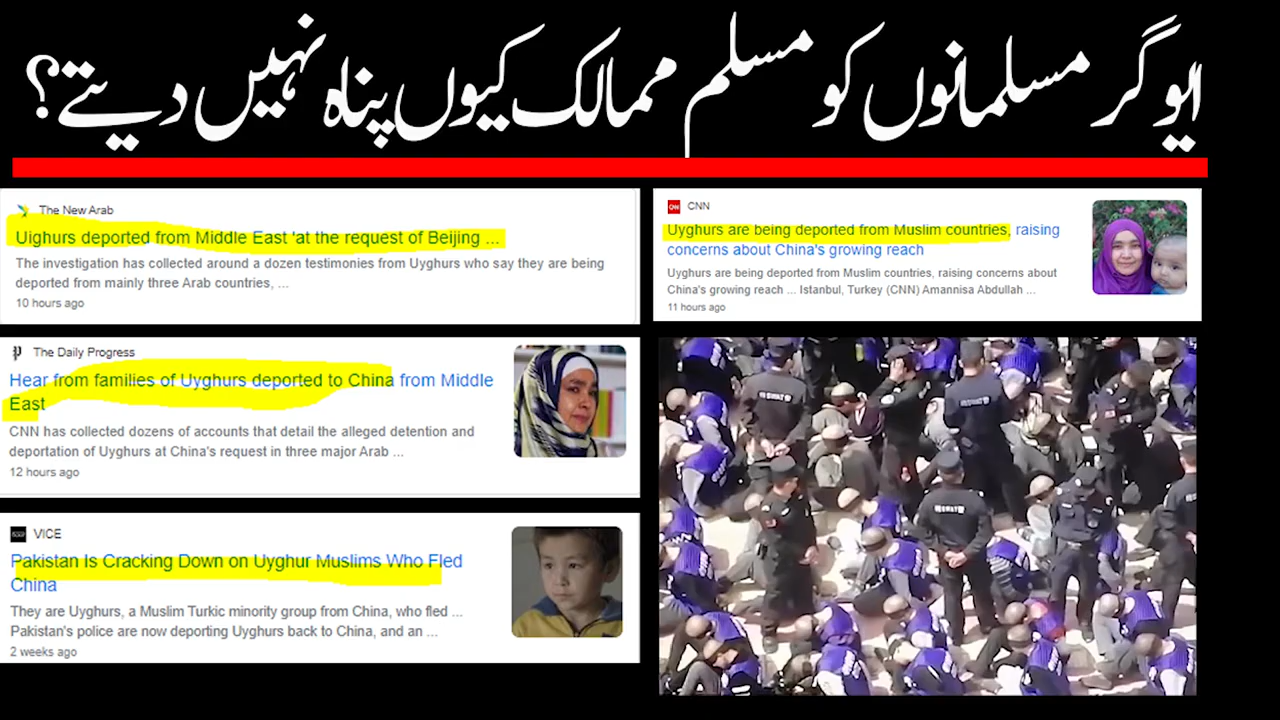 ایوگر مسلمانوں کو مسلم ممالک کیوں پناہ نہیں دیتے؟
The New Arab
Uighurs deported from Middle East 'at the request of Beijing ...
The investigation has collected around a dozen testimonies from Uyghurs who say they are being
deported from mainly three Arab countries, ...
10 hours ago
CNN
Uyghurs are being deported from Muslim countries, raising
concerns about China's growing reach
Uyghurs are being deported from Muslim countries, raising concerns about
China's growing reach ... Istanbul, Turkey (CNN) Amannisa Abdullah ...
11 hours ago
The Daily Progress
Hear from families of Uyghurs deported to China from Middle
East
CNN has collected dozens of accounts that detail the alleged detention and
deportation of Uyghurs at China's request in three major Arab ...
12 hours ago
VICE
Pakistan Is Cracking Down on Uyghur Muslims Who Fled
China
They are Uyghurs, a Muslim Turkic minority group from China, who fled ...
Pakistan's police are now deporting Uyghurs back to China, and an ...
2 weeks ago